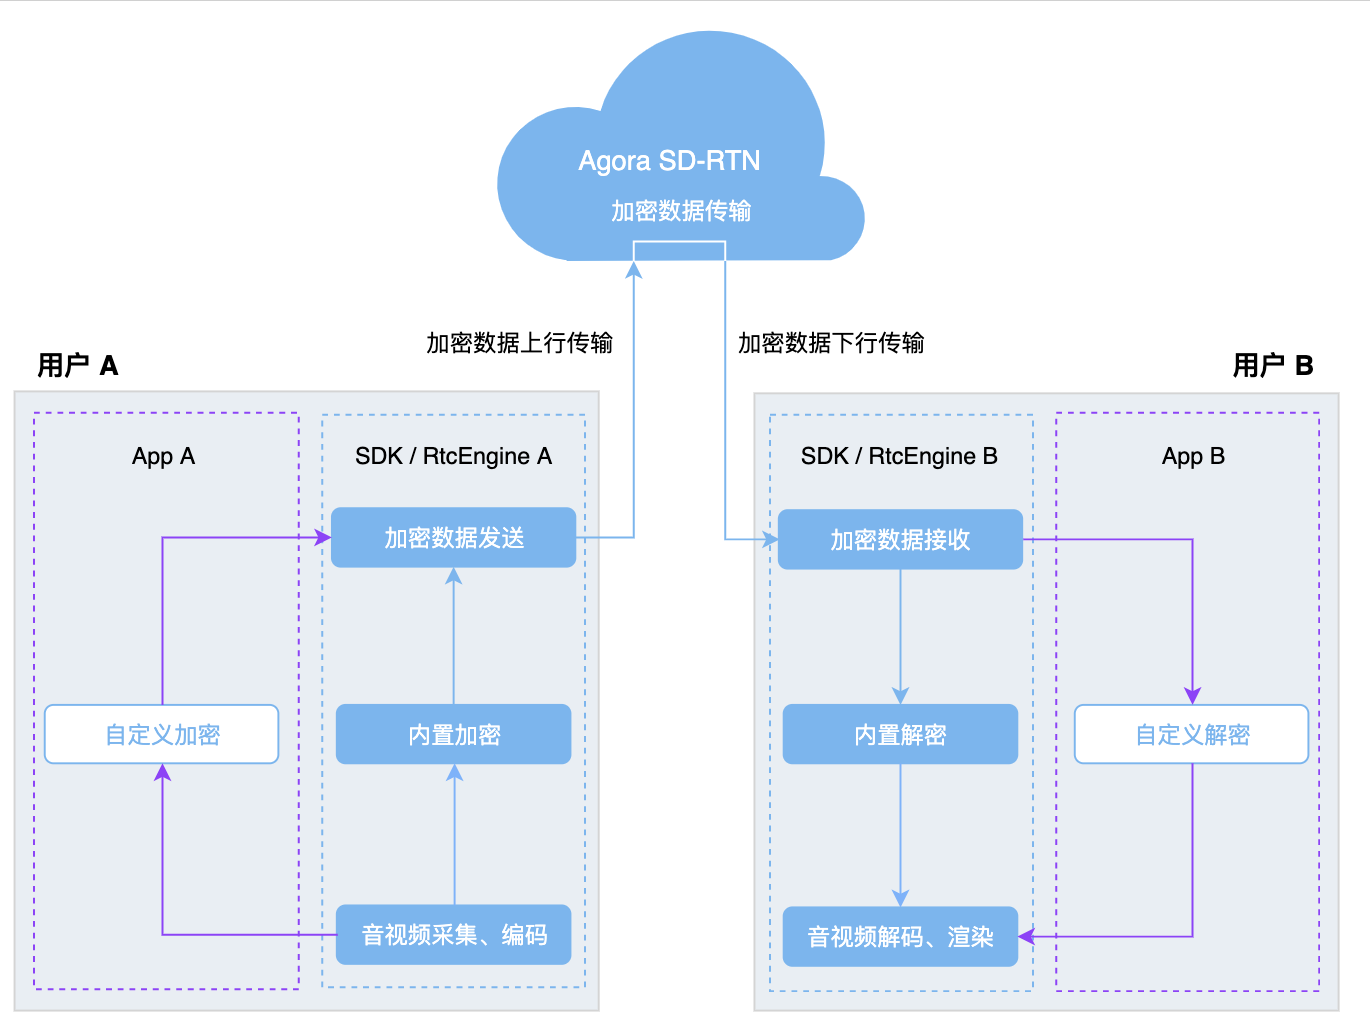 Agora SD-RTN
加密数据传输
加密数据上行传输
加密数据下行传输
用户 A
用户 B
App A
SDK / RtcEngine A
SDK / RtcEngine B
App B
加密数据发送
加密数据接收
自定义加密
内置加密
内置解密
自定义解密
音视频采集、编码
音视频解码、渲染